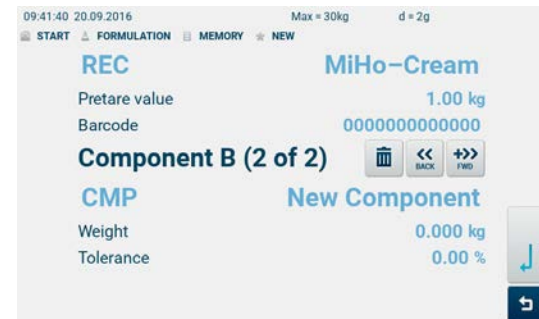 09:41:40 20.09.2016 Max = 30kg d = 2g
START FORMULATION MEMORY NEW
REC MiHo–Cream
Pretare value 1.00 kg
Barcode 0000000000000
Component B (2 of 2) << BACK +>> FWD
CMP New Component
Weight 0.000 kg
Tolerance 0.00 %